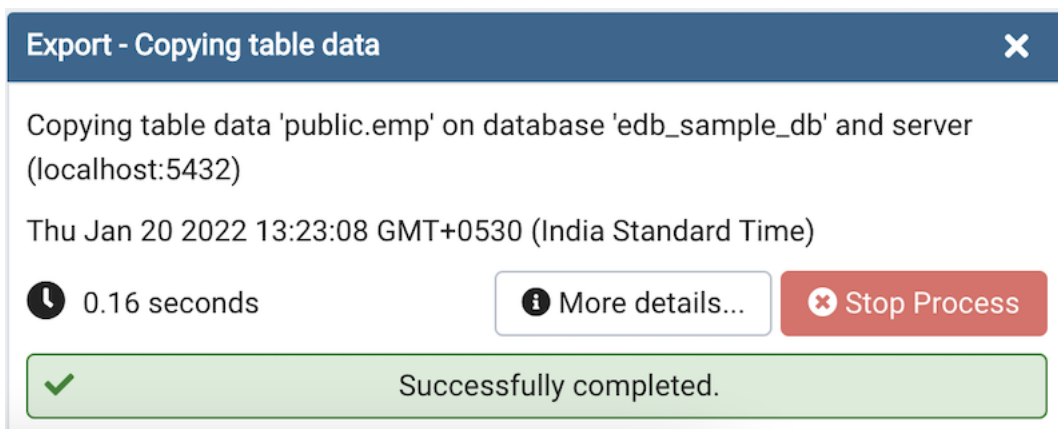 Export - Copying table data
Copying table data 'public.emp' on database 'edb_sample_db' and server
(localhost:5432)
Thu Jan 20 2022 13:23:08 GMT+0530 (India Standard Time)
0.16 seconds
More details...
Stop Process
Successfully completed.